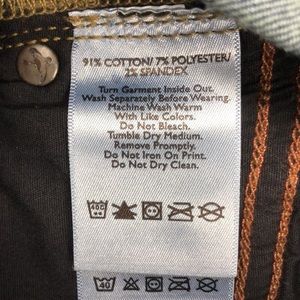 91% COTTON/ 7% POLYESTER/
2% SPANDEX
Turn Garment Inside Out.
Wash Separately Before Wearing.
Machine Wash Warm
With Like Colors.
Do Not Bleach.
Tumble Dry Medium.
Remove Promptly.
Do Not Iron On Print.
Do Not Dry Clean.
40